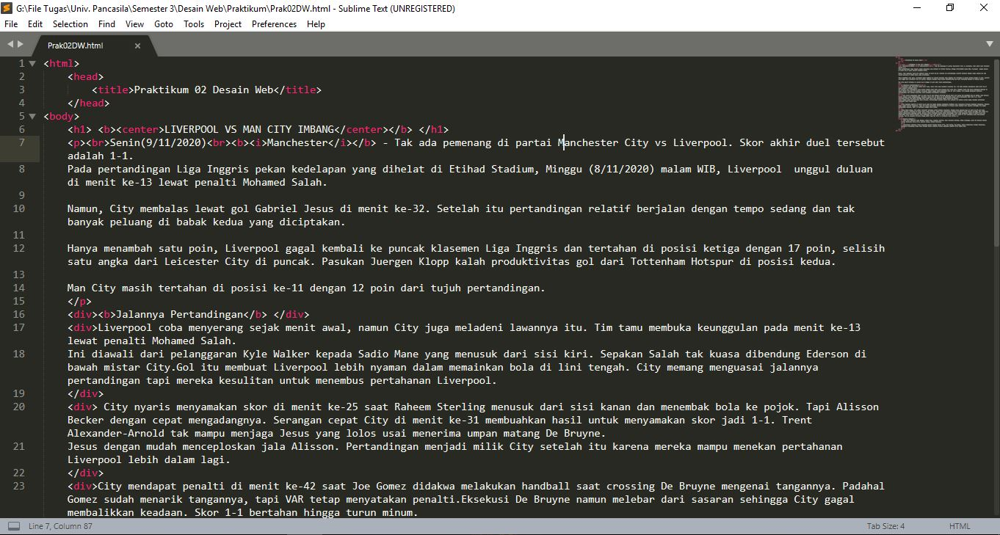 G:\File Tugas\Univ. Pancasila\Semester 3\Desain Web\Praktikum\Prak02DW.html - Sublime Text (UNREGISTERED)
File Edit Selection Find View Goto Tools Project Preferences Help
Prak02DW.html ×
1 <html>
2 <head>
3 <title>Praktikum 02 Desain Web</title>
4 </head>
5 <body>
6 <h1> <b><center>LIVERPOOL VS MAN CITY IMBANG</center></b> </h1>
7 <p><br>Senin(9/11/2020)<br><b><i>Manchester</i></b> - Tak ada pemenang di partai Manchester City vs Liverpool. Skor akhir duel tersebut
adalah 1-1.
8 Pada pertandingan Liga Inggris pekan kedelapan yang dihelat di Etihad Stadium, Minggu (8/11/2020) malam WIB, Liverpool  unggul duluan
di menit ke-13 lewat penalti Mohamed Salah.
9
10 Namun, City membalas lewat gol Gabriel Jesus di menit ke-32. Setelah itu pertandingan relatif berjalan dengan tempo sedang dan tak
banyak peluang di babak kedua yang diciptakan.
11
12 Hanya menambah satu poin, Liverpool gagal kembali ke puncak klasemen Liga Inggris dan tertahan di posisi ketiga dengan 17 poin, selisih
satu angka dari Leicester City di puncak. Pasukan Juergen Klopp kalah produktivitas gol dari Tottenham Hotspur di posisi kedua.
13
14 Man City masih tertahan di posisi ke-11 dengan 12 poin dari tujuh pertandingan.
15 </p>
16 <div><b>Jalannya Pertandingan</b> </div>
17 <div>Liverpool coba menyerang sejak menit awal, namun City juga meladeni lawannya itu. Tim tamu membuka keunggulan pada menit ke-13
lewat penalti Mohamed Salah.
18 Ini diawali dari pelanggaran Kyle Walker kepada Sadio Mane yang menusuk dari sisi kiri. Sepakan Salah tak kuasa dibendung Ederson di
bawah mistar City.Gol itu membuat Liverpool lebih nyaman dalam memainkan bola di lini tengah. City memang menguasai jalannya
pertandingan tapi mereka kesulitan untuk menembus pertahanan Liverpool.
19 </div>
20 <div> City nyaris menyamakan skor di menit ke-25 saat Raheem Sterling menusuk dari sisi kanan dan menembak bola ke pojok. Tapi Alisson
Becker dengan cepat mengadangnya. Serangan cepat City di menit ke-31 membuahkan hasil untuk menyamakan skor jadi 1-1. Trent
Alexander-Arnold tak mampu menjaga Jesus yang lolos usai menerima umpan matang De Bruyne.
21 Jesus dengan mudah menceploskan jala Alisson. Pertandingan menjadi milik City setelah itu karena mereka mampu menekan pertahanan
Liverpool lebih dalam lagi.
22 </div>
23 <div>City mendapat penalti di menit ke-42 saat Joe Gomez didakwa melakukan handball saat crossing De Bruyne mengenai tangannya. Padahal
Gomez sudah menarik tangannya, tapi VAR tetap menyatakan penalti.Eksekusi De Bruyne namun melebar dari sasaran sehingga City gagal
membalikkan keadaan. Skor 1-1 bertahan hingga turun minum.
Line 7, Column 87 Tab Size: 4 HTML